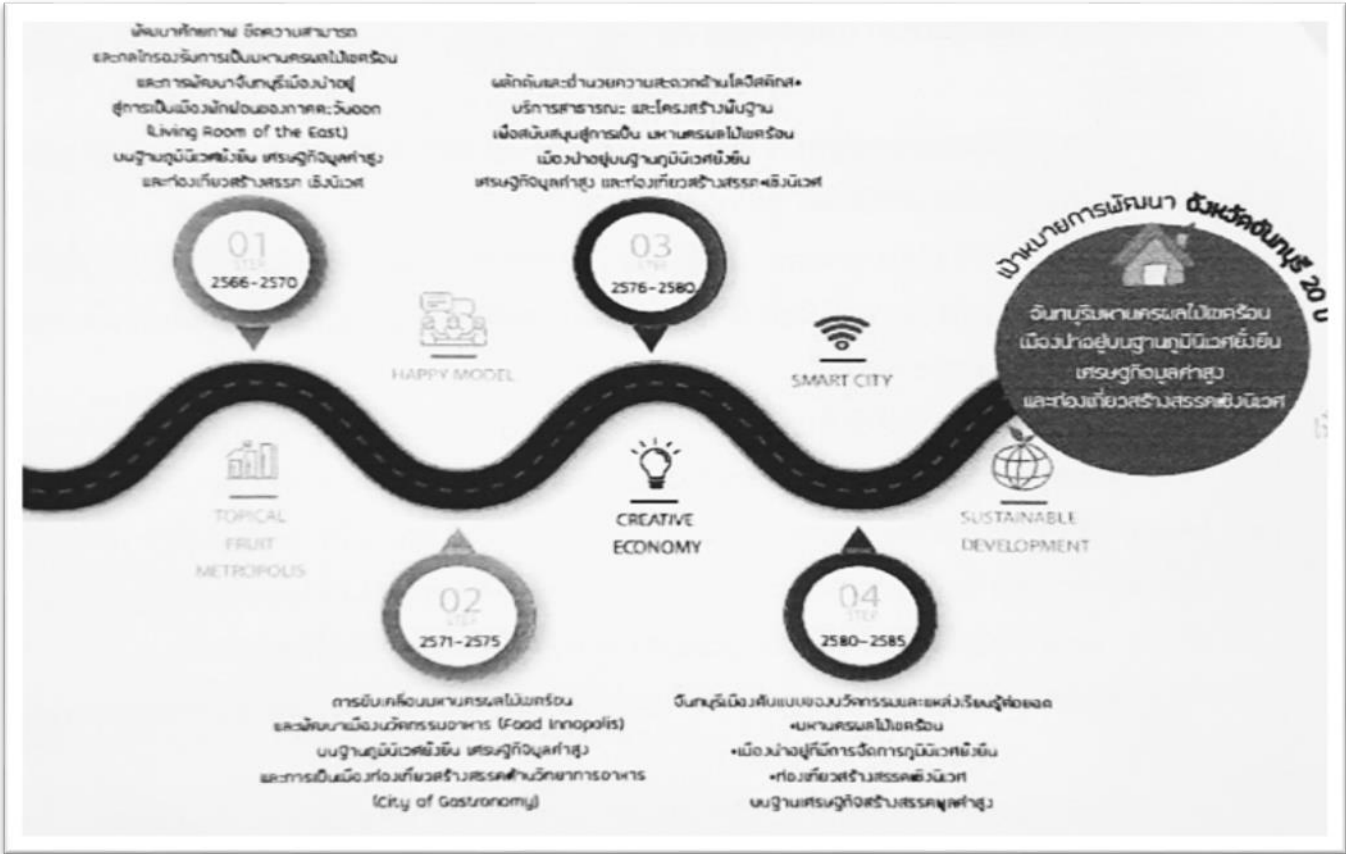 พัฒนาศักยภาพ ขีดความสามารถ
และกลไกรองรับการเป็นมหานครผลไม้เขตร้อน
และการพัฒนาจันทบุรีเมืองน่าอยู่
สู่การเป็นเมืองพักผ่อนของภาคตะวันออก
(Living Room of the East)
บนฐานภูมินิเวศยั่งยืน เศรษฐกิจมูลค่าสูง
และท่องเที่ยวสร้างสรรค์ เชิงนิเวศ
01
STEP
2566-2570
ผลักดันและอำนวยความสะดวกด้านโลจิสติกส์
บริการสาธารณะ และโครงสร้างพื้นฐาน
เพื่อสนับสนุนสู่การเป็น มหานครผลไม้เขตร้อน
เมืองน่าอยู่บนฐานภูมินิเวศยั่งยืน
เศรษฐกิจมูลค่าสูง และท่องเที่ยวสร้างสรรค์เชิงนิเวศ
03
STEP
2576-2580
เป้าหมายการพัฒนา จังหวัดจันทบุรี 20 ปี
จันทบุรีมหานครผลไม้เขตร้อน
เมืองน่าอยู่บนฐานภูมินิเวศยั่งยืน
เศรษฐกิจมูลค่าสูง
และท่องเที่ยวสร้างสรรค์เชิงนิเวศ
HAPPY MODEL
SMART CITY
TOPICAL
FRUIT
METROPOLIS
CREATIVE
ECONOMY
SUSTAINABLE
DEVELOPMENT
02
STEP
2571-2575
การขับเคลื่อนมหานครผลไม้เขตร้อน
และพัฒนาเมืองนวัตกรรมอาหาร (Food Innopolis)
บนฐานภูมินิเวศยั่งยืน เศรษฐกิจมูลค่าสูง
และการเป็นเมืองท่องเที่ยวสร้างสรรค์ด้านวิทยาการอาหาร
(City of Gastronomy)
04
STEP
2580-2585
จันทบุรีเมืองต้นแบบของนวัตกรรมและแหล่งเรียนรู้ต่อยอด
•มหานครผลไม้เขตร้อน
•เมืองน่าอยู่ที่มีการจัดการภูมินิเวศยั่งยืน
•ท่องเที่ยวสร้างสรรค์เชิงนิเวศ
บนฐานเศรษฐกิจสร้างสรรค์มูลค่าสูง